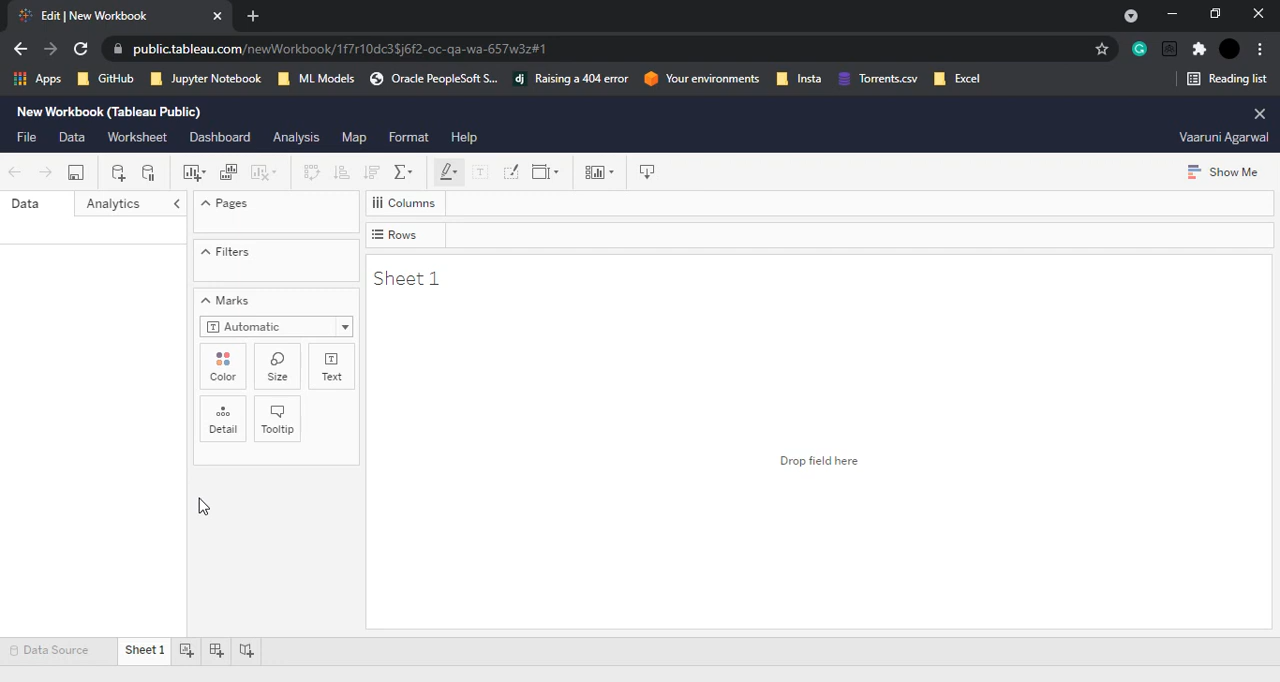 Edit | New Workbook
public.tableau.com/newWorkbook/1f7r10dc3$j6f2-oc-qa-wa-657w3z#1
Apps GitHub Jupyter Notebook ML Models Oracle PeopleSoft S... dj Raising a 404 error Your environments Insta Torrents.csv Excel Reading list
New Workbook (Tableau Public)
File Data Worksheet Dashboard Analysis Map Format Help Vaaruni Agarwal
Show Me
Data Analytics Pages Columns
Rows
Filters
Sheet 1
Marks
Automatic
Color Size Text
Detail Tooltip
Drop field here
Data Source Sheet 1